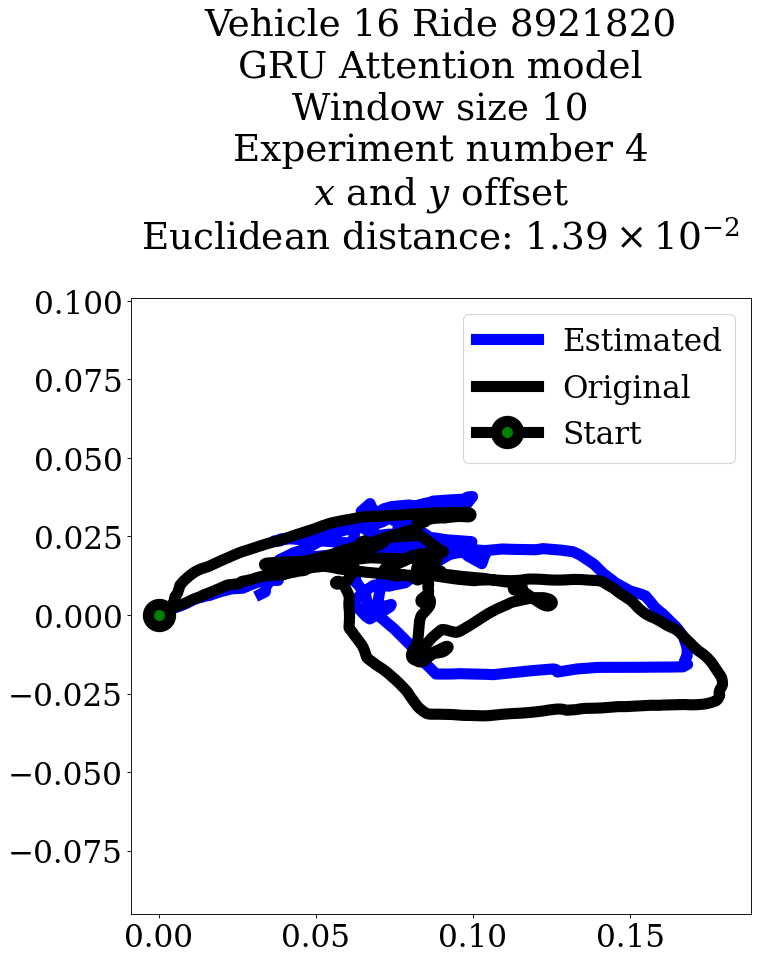 Vehicle 16 Ride 8921820
GRU Attention model
Window size 10
Experiment number 4
x and y offset
Euclidean distance: 1.39 × 10⁻²
0.100
0.075
0.050
0.025
0.000
−0.025
−0.050
−0.075
Estimated
Original
Start
0.00 0.05 0.10 0.15